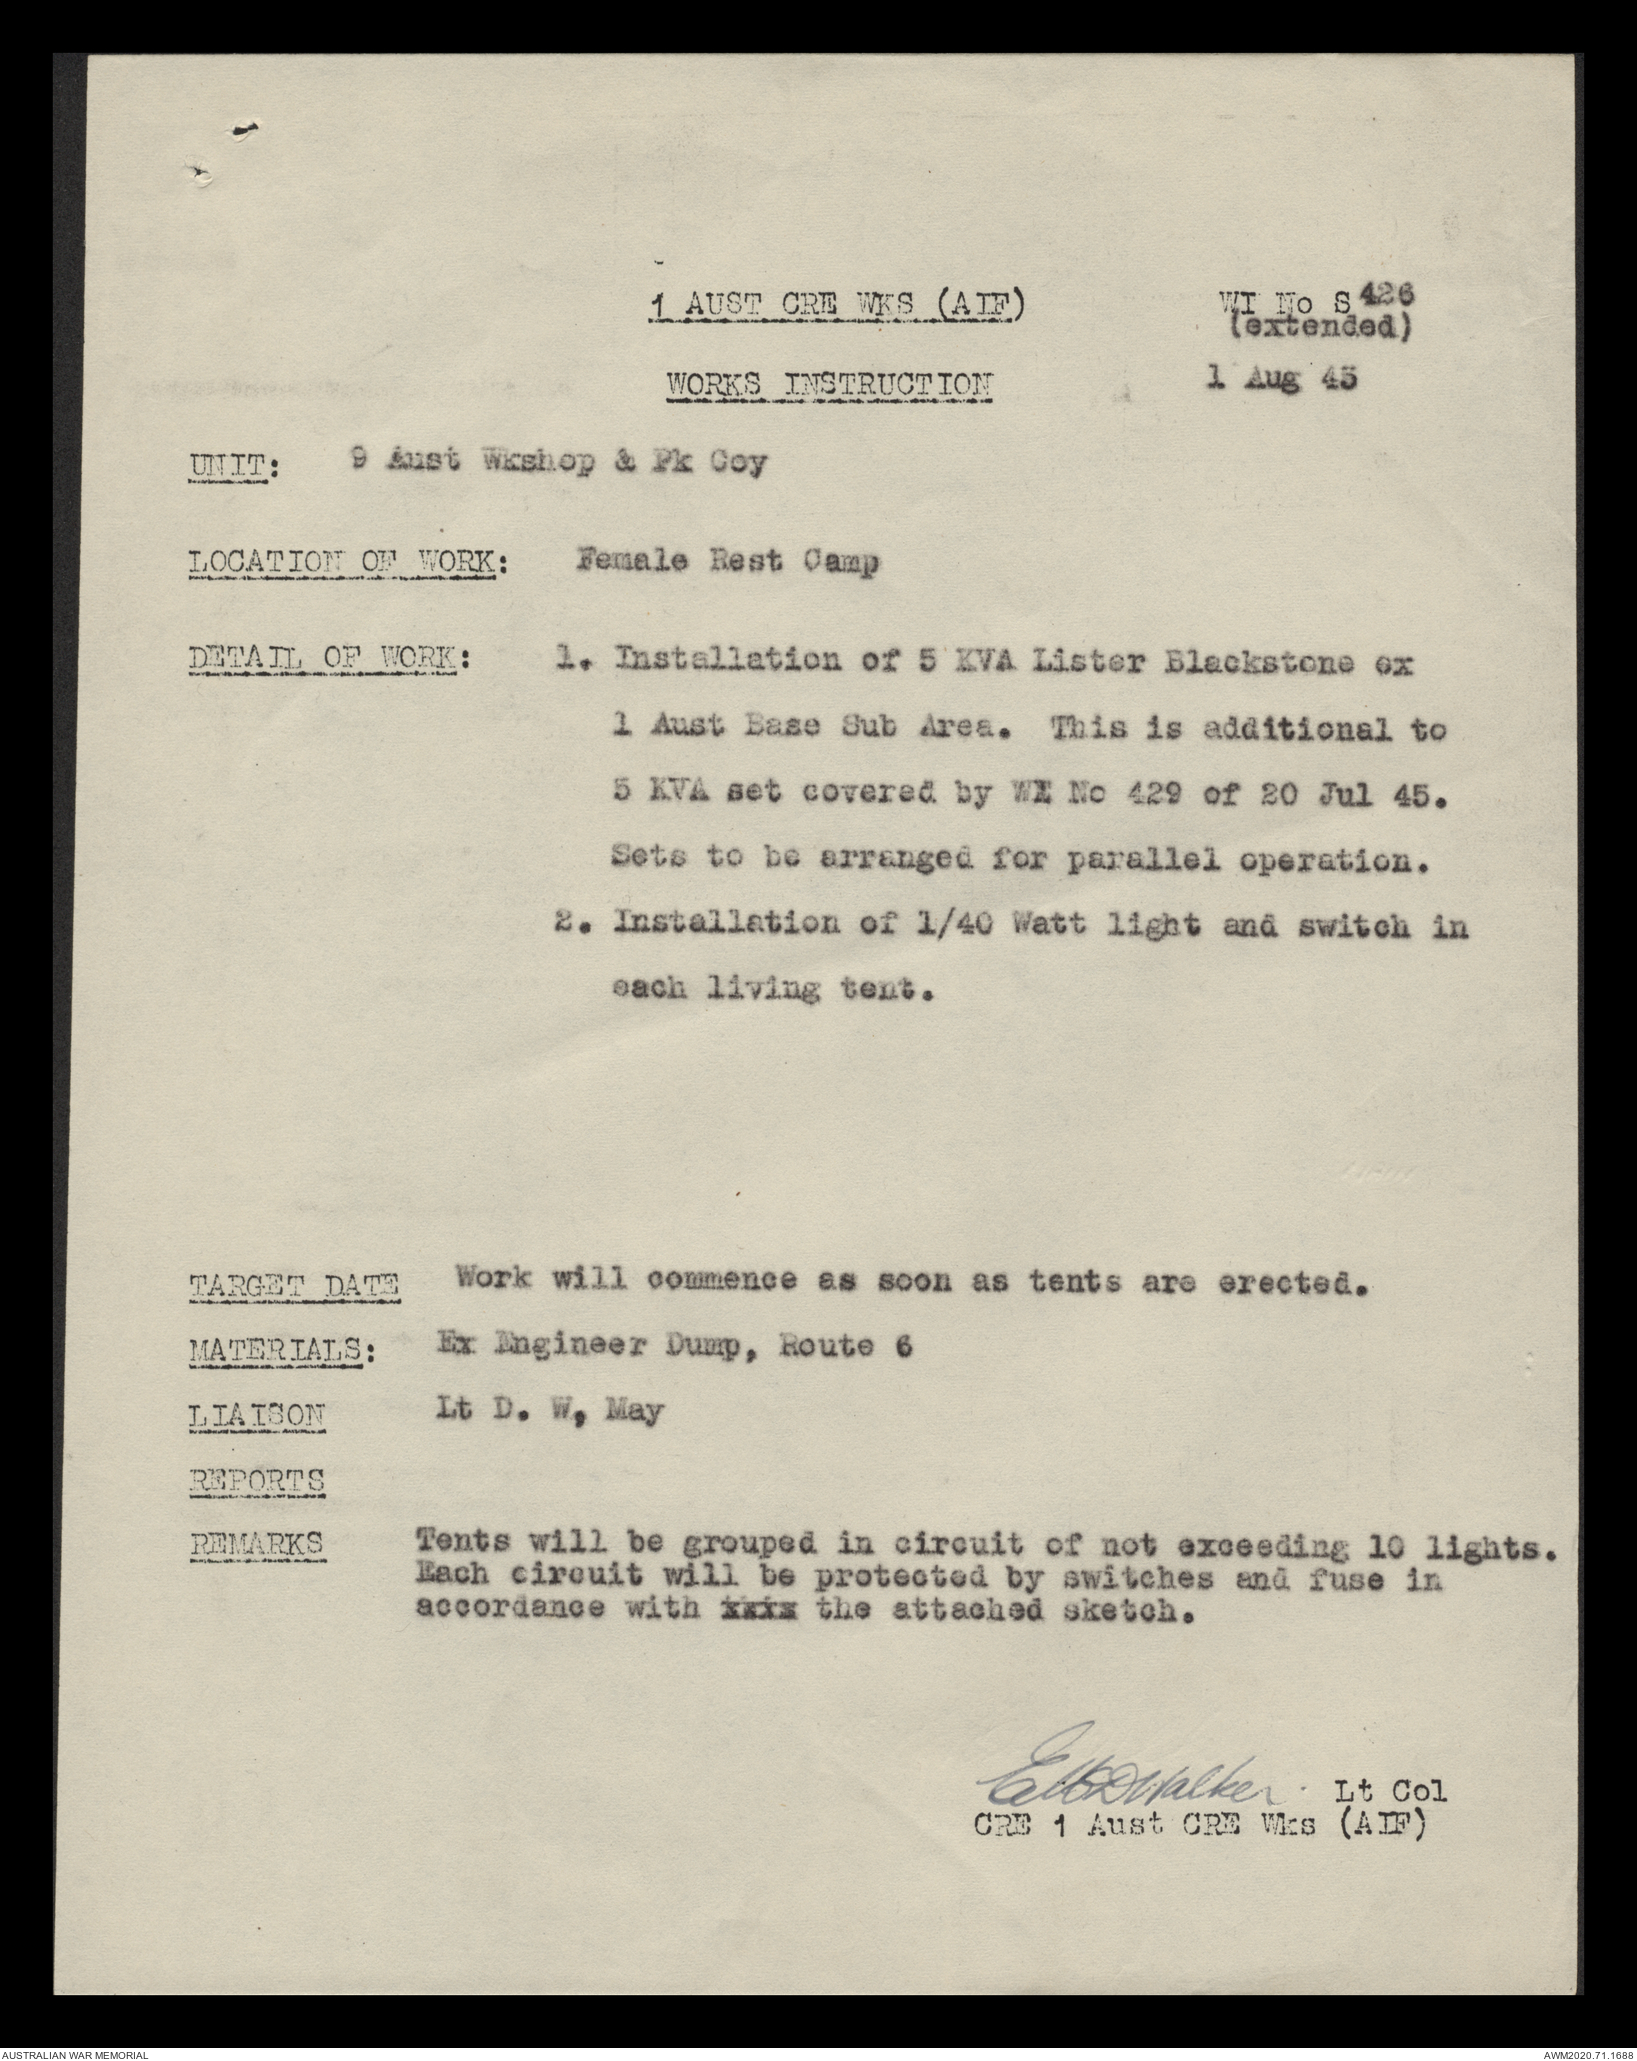 1 AUST CRE WKS (AIF)
WI No S 426
(extended)
WORKS INSTRUCTION
1 Aug 45
UNIT: 9 Aust Wkshop & Pk Coy
LOCATION OF WORK: Female Rest Camp
DETAIL OF WORK: 1. Installation of 5 KVA Lister Blackstone ex
1 Aust Base Sub Area. This is additional to
5 KVA set covered by WI No 429 of 20 Jul 45.
Sets to be arranged for parallel operation.
2. Installation of 1/40 Watt light and switch in
each living tent.
TARGET DATE Work will commence as soon as tents are erected.
MATERIALS: Ex Engineer Dump, Route 6
LIAISON Lt D. W, May
REPORTS
REMARKS Tents will be grouped in circuit of not exceeding 10 lights.
Each circuit will be protected by switches and fuse in
accordance with xxxx the attached sketch.
Walker. Lt Col
CRE 1 Aust CRE Wks (AIF)
AUSTRALIAN WAR MEMORIAL
AWM2020.71.1688